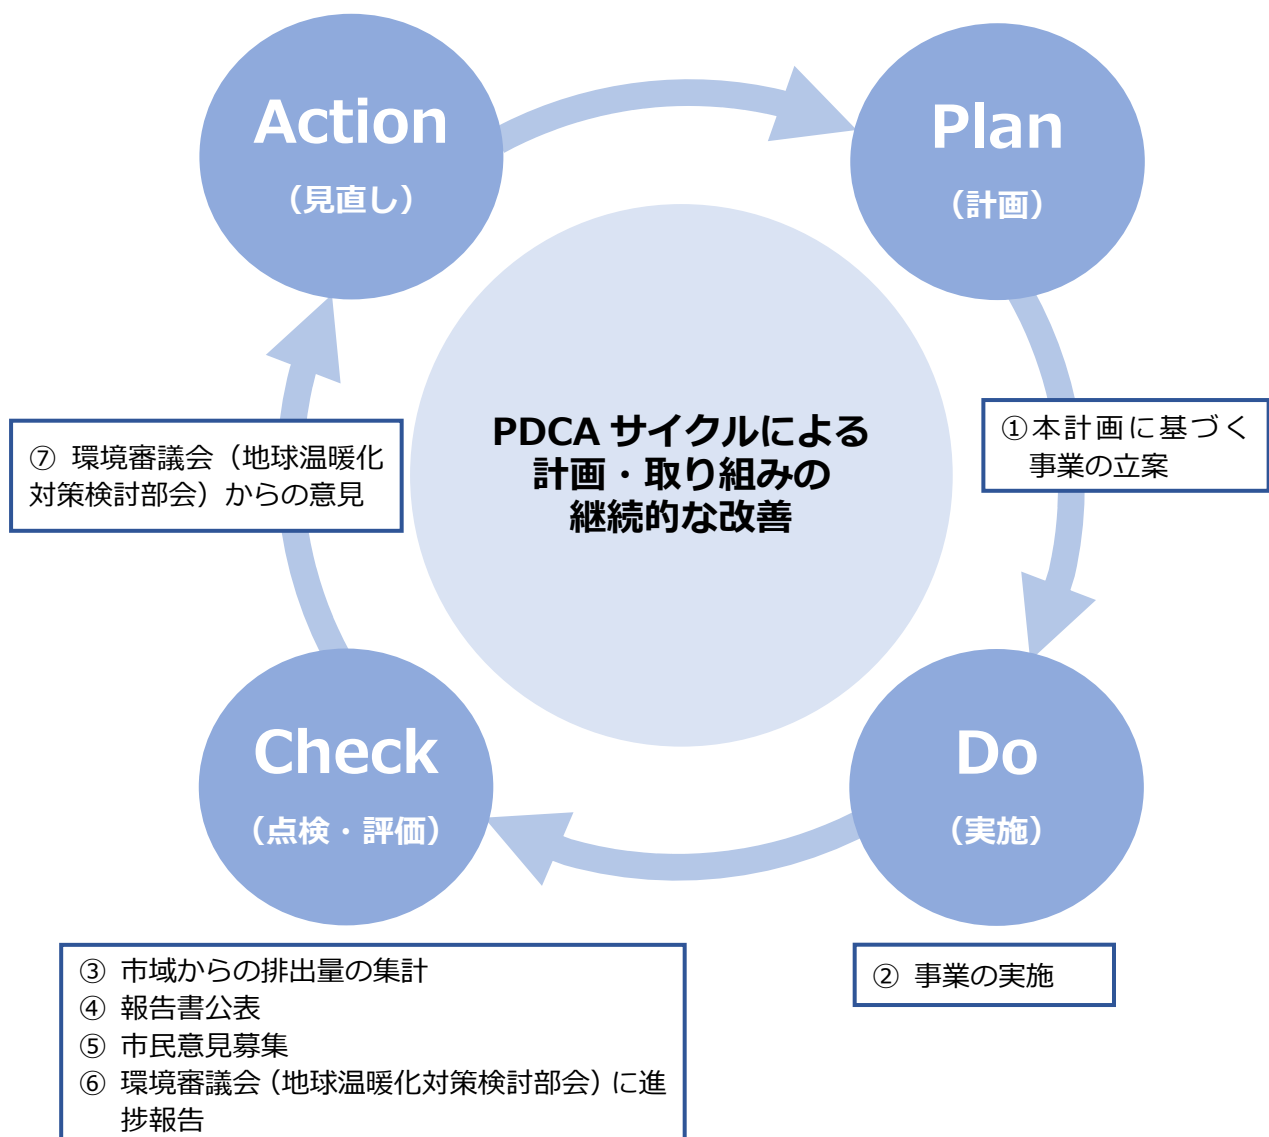 Action
（見直し）
Plan
（計画）
PDCA サイクルによる
計画・取り組みの
継続的な改善
①本計画に基づく
事業の立案
⑦ 環境審議会（地球温暖化
対策検討部会）からの意見
Check
（点検・評価）
Do
（実施）
③ 市域からの排出量の集計
④ 報告書公表
⑤ 市民意見募集
⑥ 環境審議会（地球温暖化対策検討部会）に進
捗報告
② 事業の実施